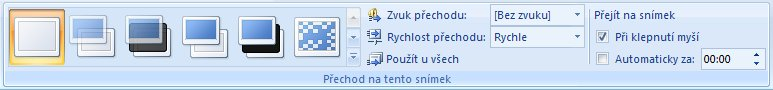 Zvuk přechodu: [Bez zvuku]
Rychlost přechodu: Rychle
Použít u všech
Přejít na snímek
Při klepnutí myší
Automaticky za: 00:00
Přechod na tento snímek